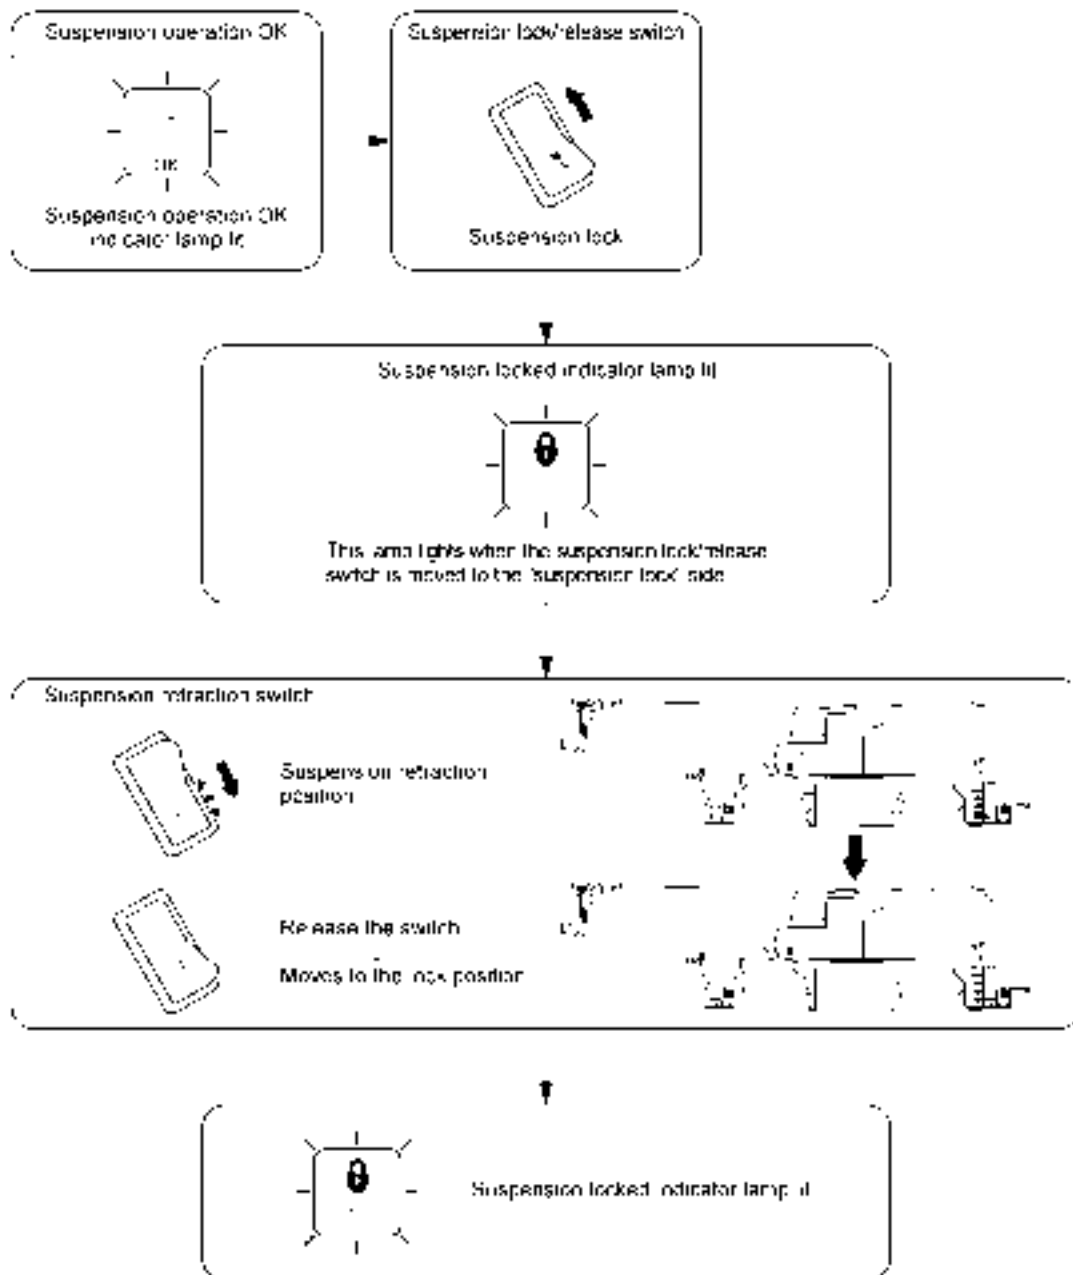 Suspension operation OK
OK
Suspension operation OK
indicator lamp lit
Suspension lock/release switch
Suspension lock
Suspension locked indicator lamp lit
This lamp lights when the suspension lock/release
switch is moved to the "suspension lock" side
Suspension retraction switch
Suspension retraction
position
Release the switch
Moves to the lock position
Suspension locked indicator lamp lit